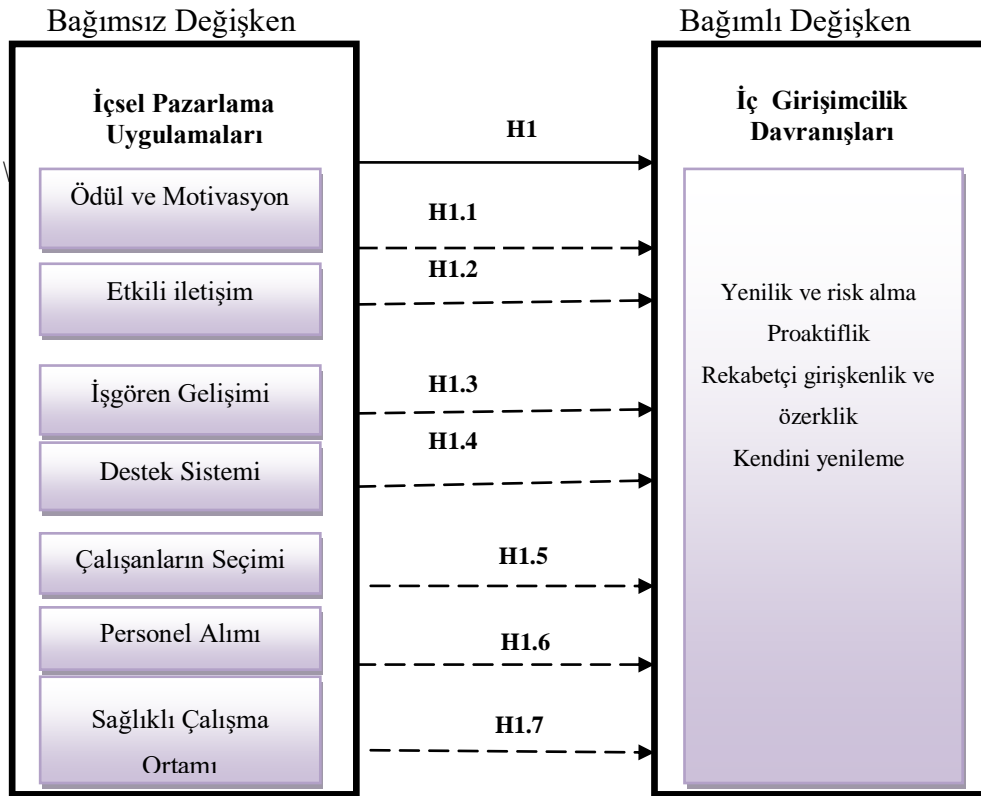 Bağımsız Değişken
İçsel Pazarlama
Uygulamaları
Ödül ve Motivasyon
Etkili iletişim
İşgören Gelişimi
Destek Sistemi
Çalışanların Seçimi
Personel Alımı
Sağlıklı Çalışma
Ortamı
\
H1
H1.1
H1.2
H1.3
H1.4
H1.5
H1.6
H1.7
Bağımlı Değişken
İç Girişimcilik
Davranışları
Yenilik ve risk alma
Proaktiflik
Rekabetçi girişkenlik ve
özerklik
Kendini yenileme